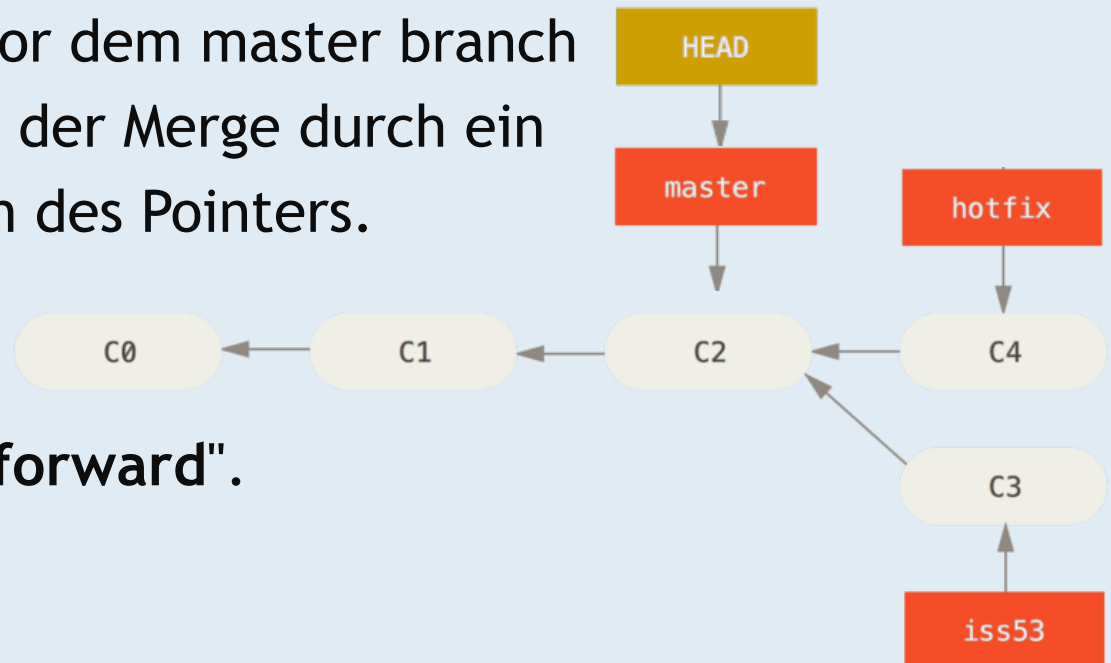 or dem master branch
der Merge durch ein
n des Pointers.
forward".
HEAD
master
hotfix
C0
C1
C2
C4
C3
iss53